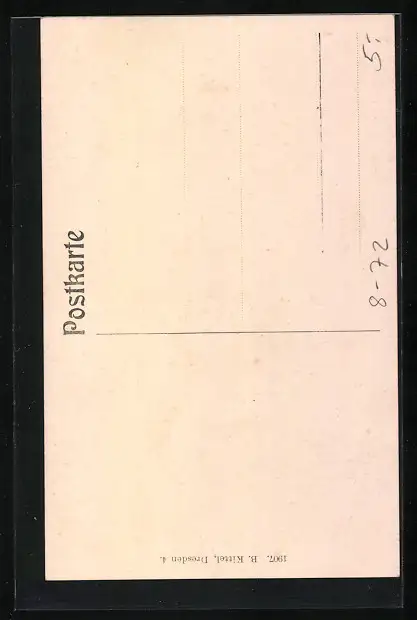 Postkarte
5.-
8-72
1907. B. Kittel, Dresden 4.